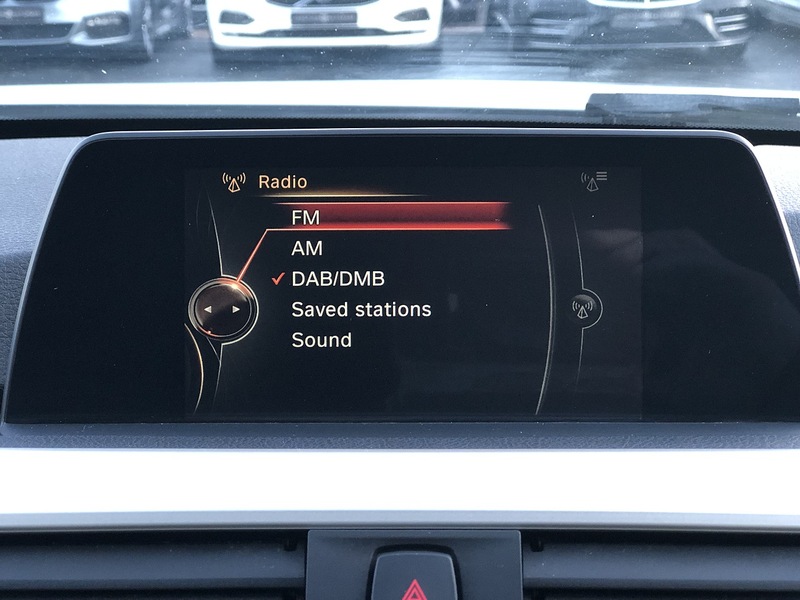 Radio
FM
AM
DAB/DMB
Saved stations
Sound